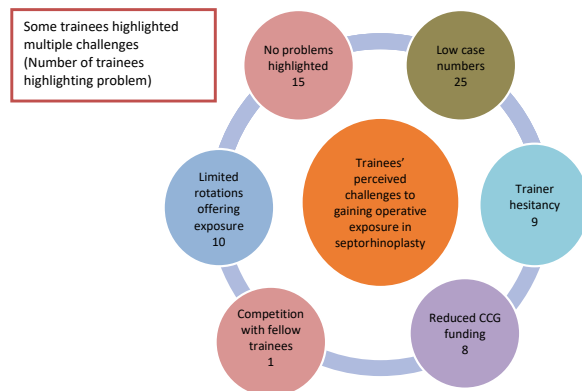 Some trainees highlighted
multiple challenges
(Number of trainees
highlighting problem)
No problems
highlighted
15
Low case
numbers
25
Limited
rotations
offering
exposure
10
Trainees’
perceived
challenges to
gaining operative
exposure in
septorhinoplasty
Trainer
hesitancy
9
Competition
with fellow
trainees
1
Reduced CCG
funding
8